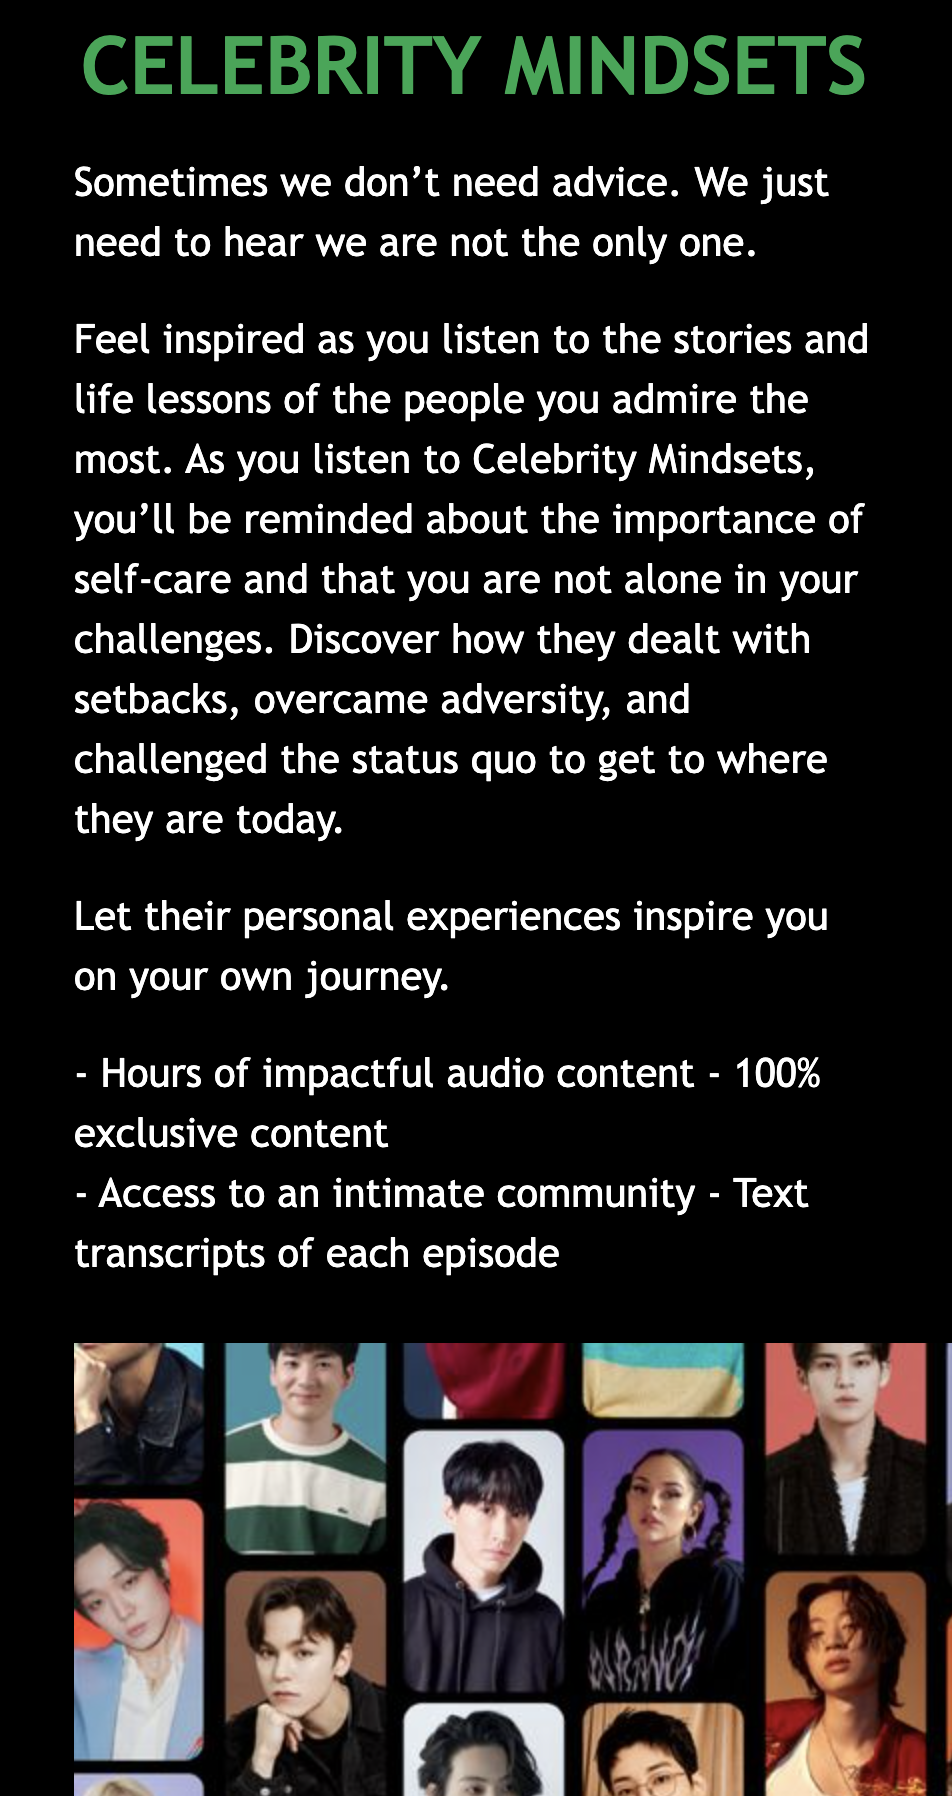 CELEBRITY MINDSETS
Sometimes we don’t need advice. We just
need to hear we are not the only one.
Feel inspired as you listen to the stories and
life lessons of the people you admire the
most. As you listen to Celebrity Mindsets,
you’ll be reminded about the importance of
self-care and that you are not alone in your
challenges. Discover how they dealt with
setbacks, overcame adversity, and
challenged the status quo to get to where
they are today.
Let their personal experiences inspire you
on your own journey.
- Hours of impactful audio content - 100%
exclusive content
- Access to an intimate community - Text
transcripts of each episode